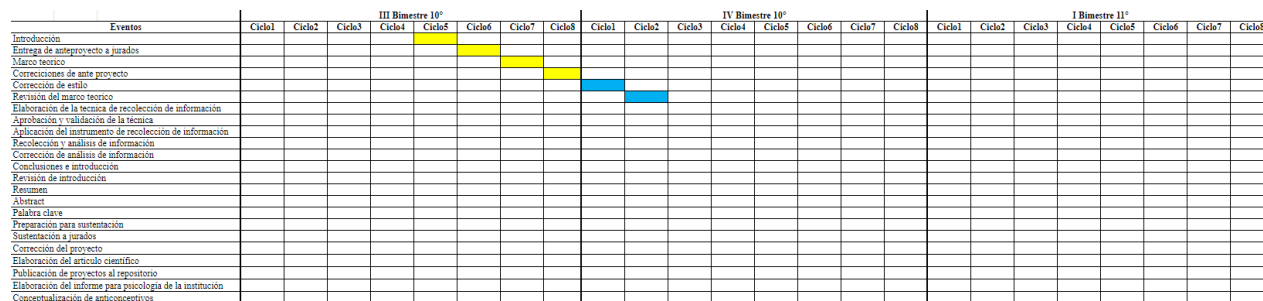 III Bimestre 10° IV Bimestre 10° I Bimestre 11°
Eventos Ciclo1 Ciclo2 Ciclo3 Ciclo4 Ciclo5 Ciclo6 Ciclo7 Ciclo8 Ciclo1 Ciclo2 Ciclo3 Ciclo4 Ciclo5 Ciclo6 Ciclo7 Ciclo8 Ciclo1 Ciclo2 Ciclo3 Ciclo4 Ciclo5 Ciclo6 Ciclo7 Ciclo8
Introducción
Entrega de anteproyecto a jurados
Marco teorico
Correciciones de ante proyecto
Corrección de estilo
Revisión del marco teorico
Elaboración de la tecnica de recolección de información
Aprobación y validación de la técnica
Aplicación del instrumento de recolección de información
Recolección y análisis de información
Corrección de análisis de información
Conclusiones e introducción
Revisión de introducción
Resumen
Abstract
Palabra clave
Preparación para sustentación
Sustentación a jurados
Corrección del proyecto
Elaboración del articulo científico
Publicación de proyectos al repositorio
Elaboración del informe para psicología de la institución
Conceptualización de anticonceptivos